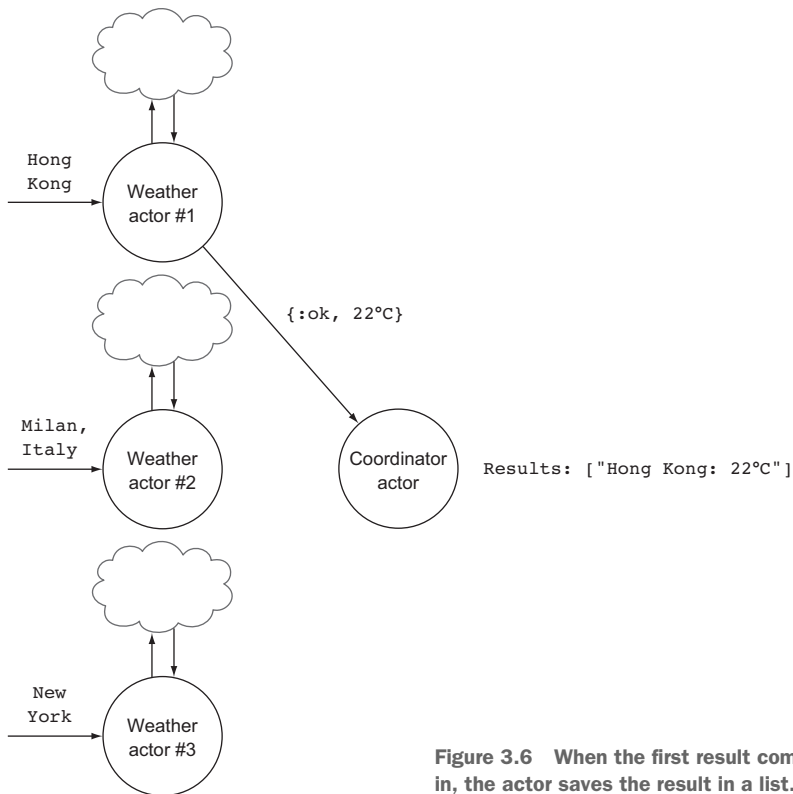 Hong
Kong
Weather
actor #1
{:ok, 22°C}
Milan,
Italy
Weather
actor #2
Coordinator
actor
Results: ["Hong Kong: 22°C"]
New
York
Weather
actor #3
Figure 3.6 When the first result
in, the actor saves the result in a list.